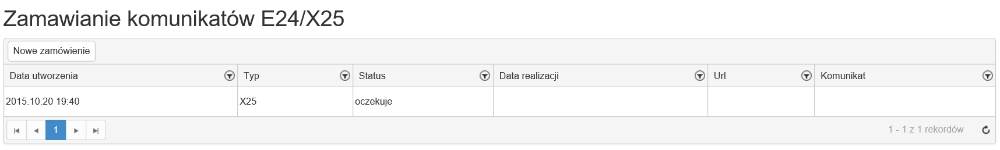 Zamawianie komunikatów E24/X25
Nowe zamówienie
Data utworzenia Typ Status Data realizacji Url Komunikat
2015.10.20 19:40 X25 oczekuje
1 1 - 1 z 1 rekordów